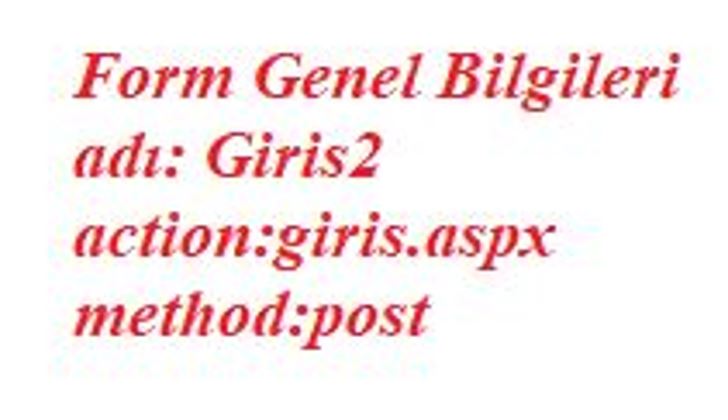 Form Genel Bilgileri
adı: Giris2
action:giris.aspx
method:post